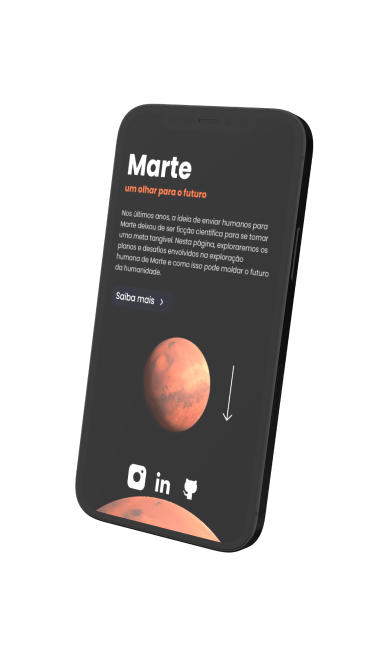 Marte
um olhar para o futuro
Nos últimos anos, a ideia de enviar humanos para
Marte deixou de ser ficção científica para se tornar
uma meta tangível. Nesta página, exploraremos os
planos e desafios envolvidos na exploração
humana de Marte e como isso pode moldar o futuro
da humanidade.
Saiba mais
in